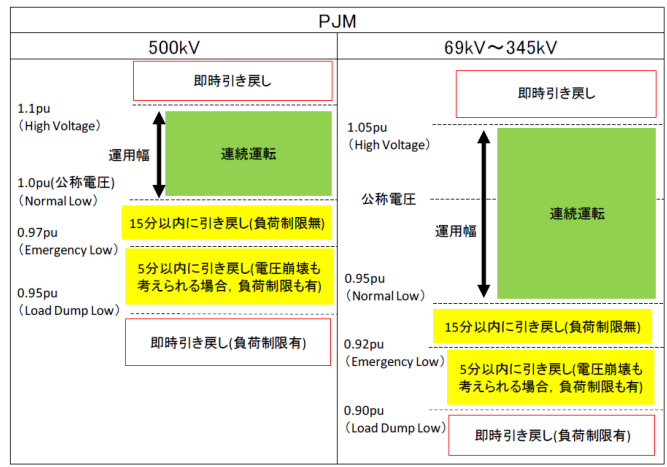 PJM
500kV
即時引き戻し
1.1pu
(High Voltage)
運用幅
連続運転
1.0pu(公称電圧)
(Normal Low)
15分以内に引き戻し(負荷制限無)
0.97pu
(Emergency Low)
5分以内に引き戻し(電圧崩壊も
考えられる場合，負荷制限も有)
0.95pu
(Load Dump Low)
即時引き戻し(負荷制限有)
69kV～345kV
即時引き戻し
1.05pu
(High Voltage)
公称電圧
連続運転
運用幅
0.95pu
(Normal Low)
15分以内に引き戻し(負荷制限無)
0.92pu
(Emergency Low)
5分以内に引き戻し(電圧崩壊も
考えられる場合，負荷制限も有)
0.90pu
(Load Dump Low)
即時引き戻し(負荷制限有)